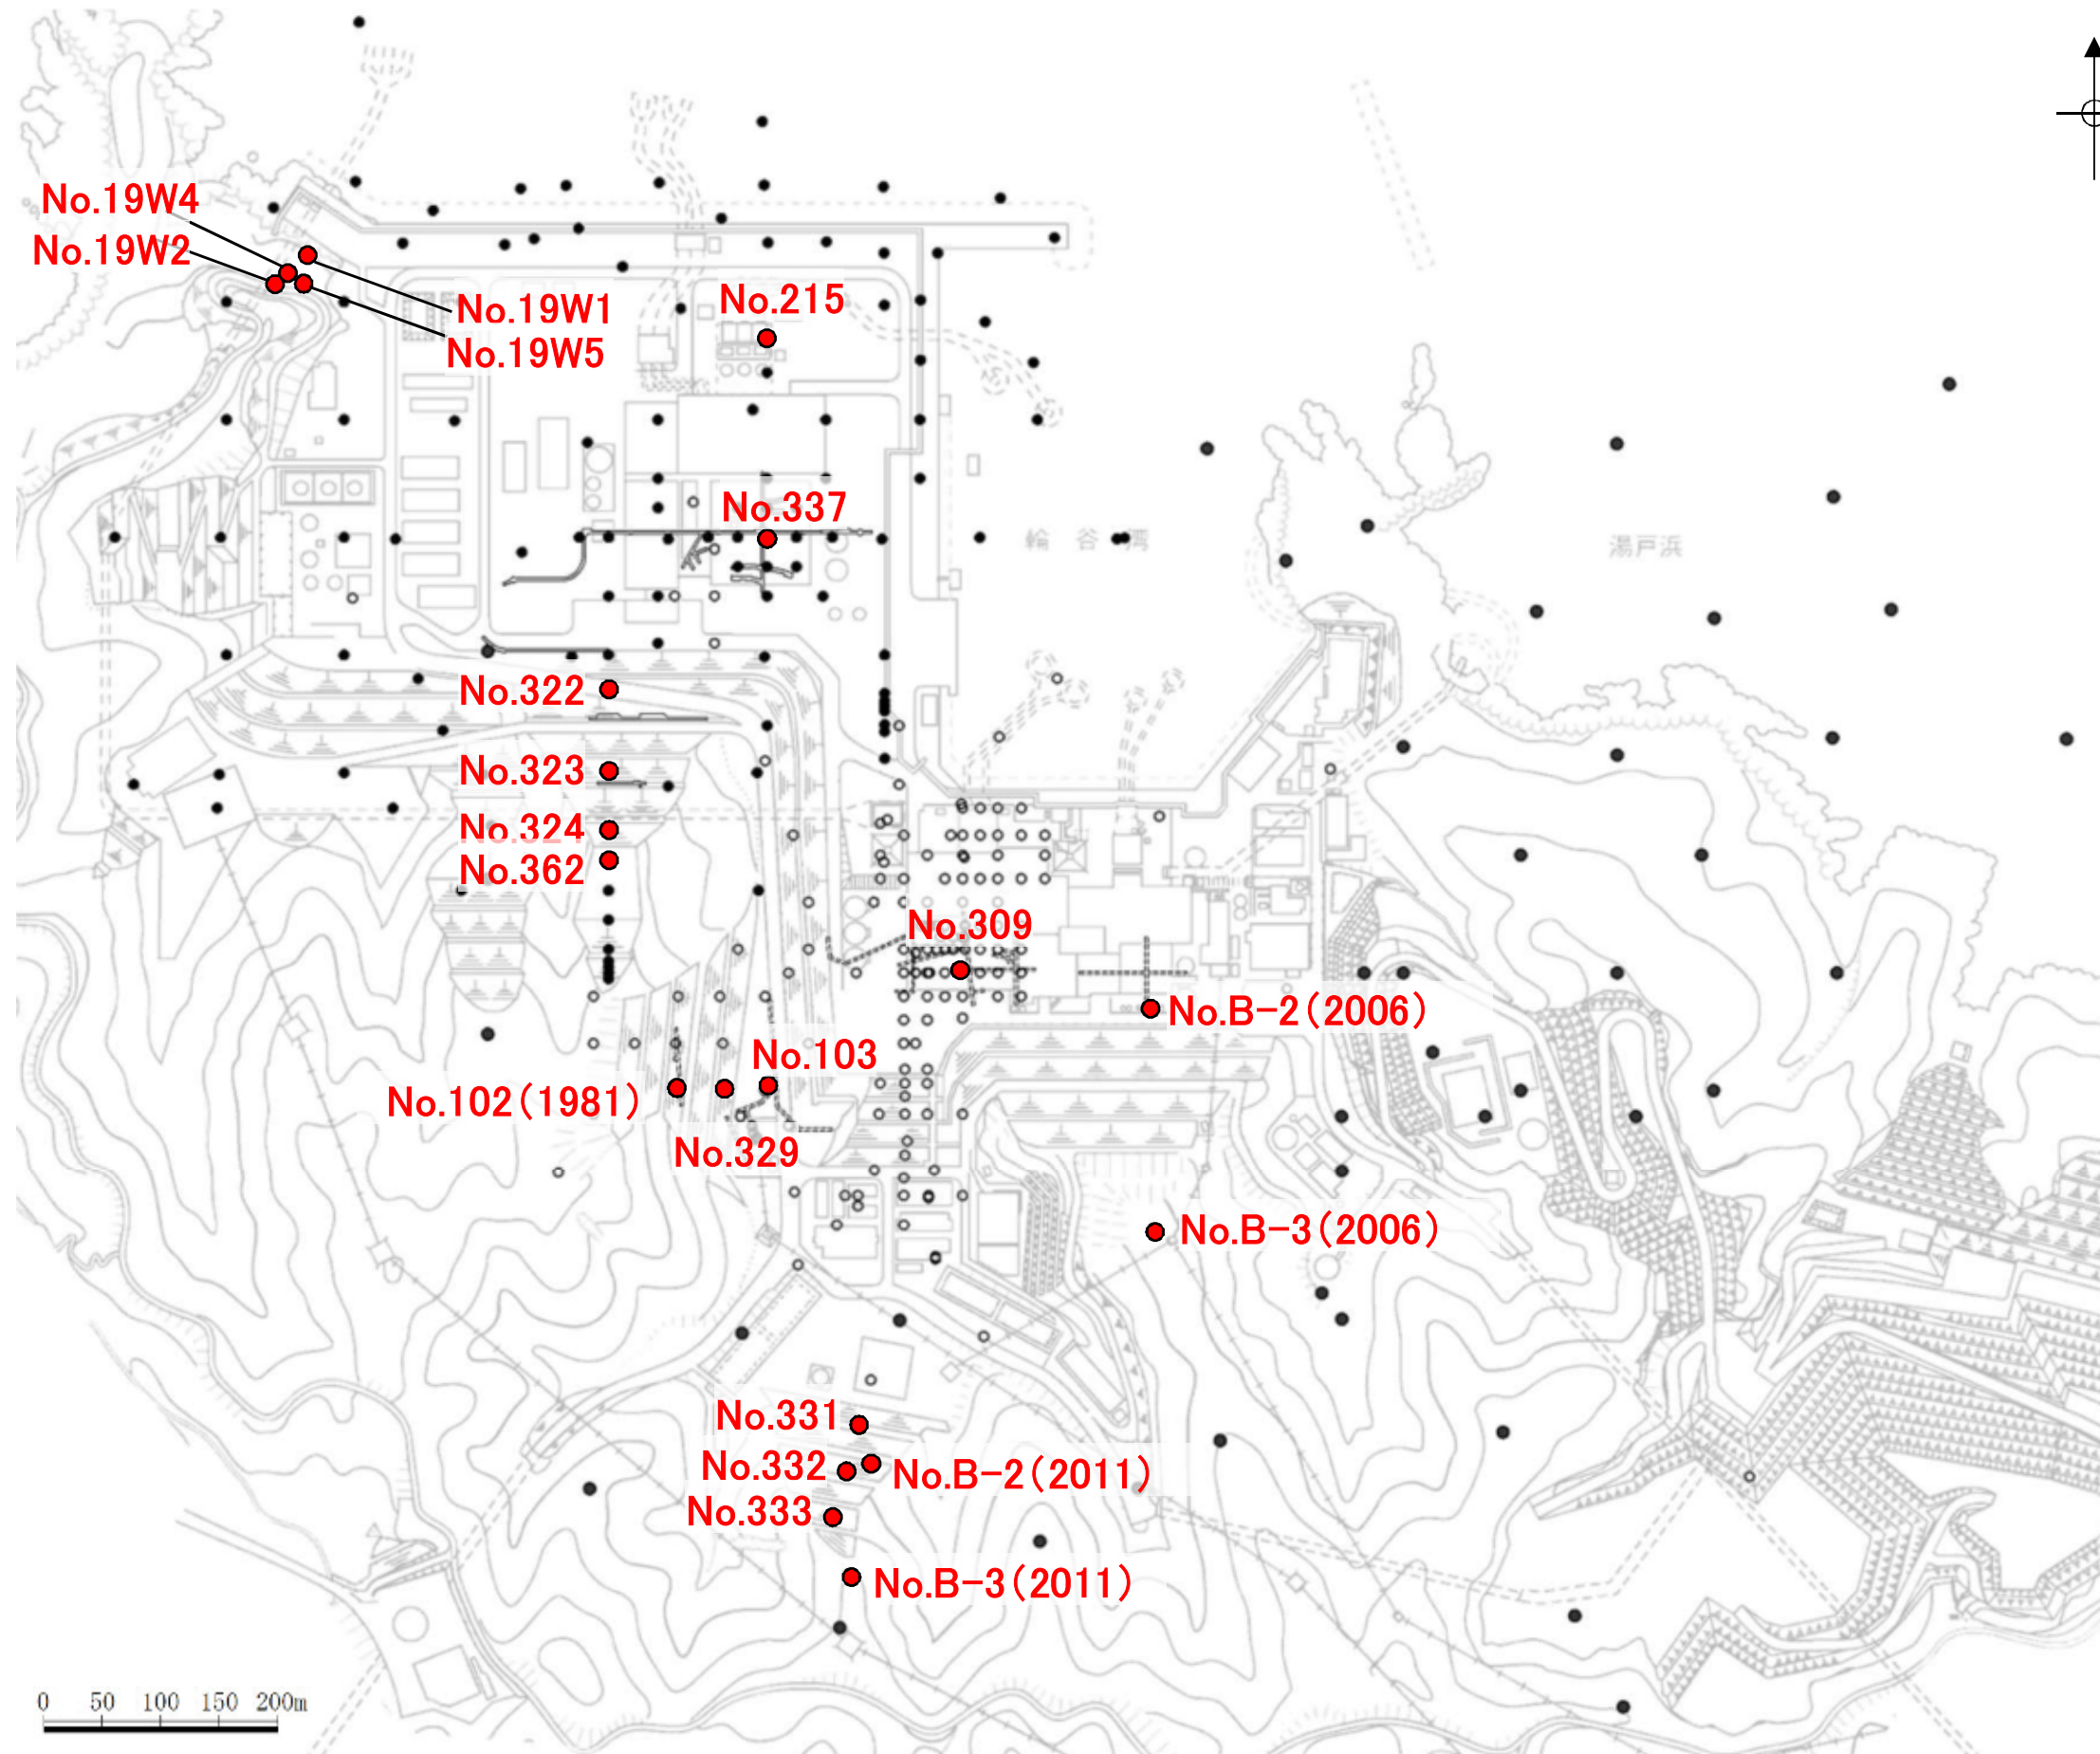 No.19W4
No.19W2
No.19W1
No.19W5
No.215
No.337
輪谷湾
湯戸浜
No.322
No.323
No.324
No.362
No.309
No.B-2(2006)
No.103
No.102(1981)
No.329
No.B-3(2006)
No.331
No.332
No.B-2(2011)
No.333
No.B-3(2011)
0 50 100 150 200m